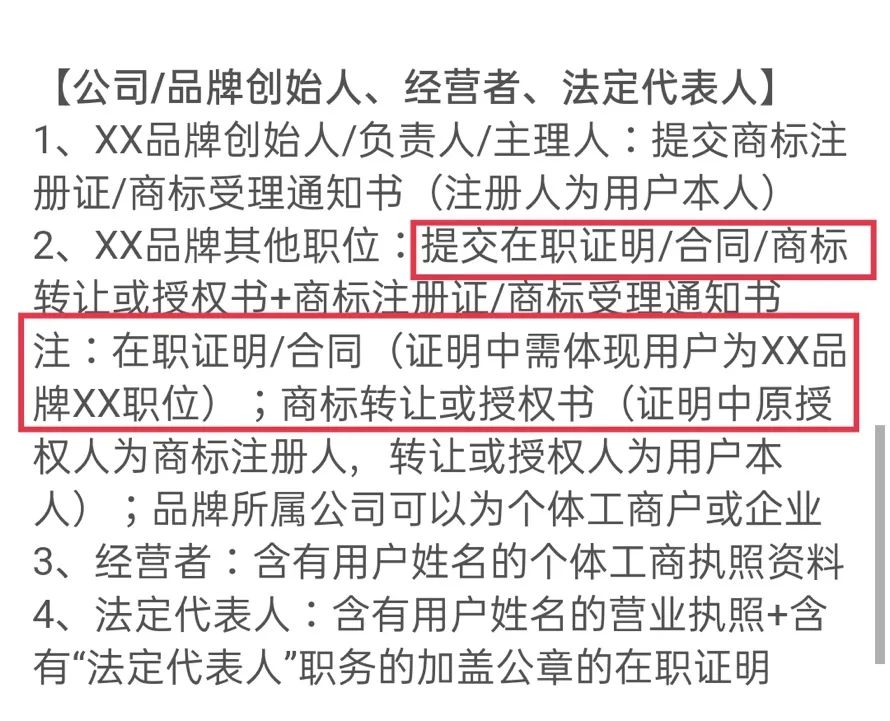 【公司/品牌创始人、经营者、法定代表人】
1、XX品牌创始人/负责人/主理人：提交商标注
册证/商标受理通知书（注册人为用户本人）
2、XX品牌其他职位：提交在职证明/合同/商标
转让或授权书+商标注册证/商标受理通知书
注：在职证明/合同（证明中需体现用户为XX品
牌XX职位）；商标转让或授权书（证明中原授
权人为商标注册人，转让或授权人为用户本
人）；品牌所属公司可以为个体工商户或企业
3、经营者：含有用户姓名的个体工商执照资料
4、法定代表人：含有用户姓名的营业执照+含
有“法定代表人”职务的加盖公章的在职证明